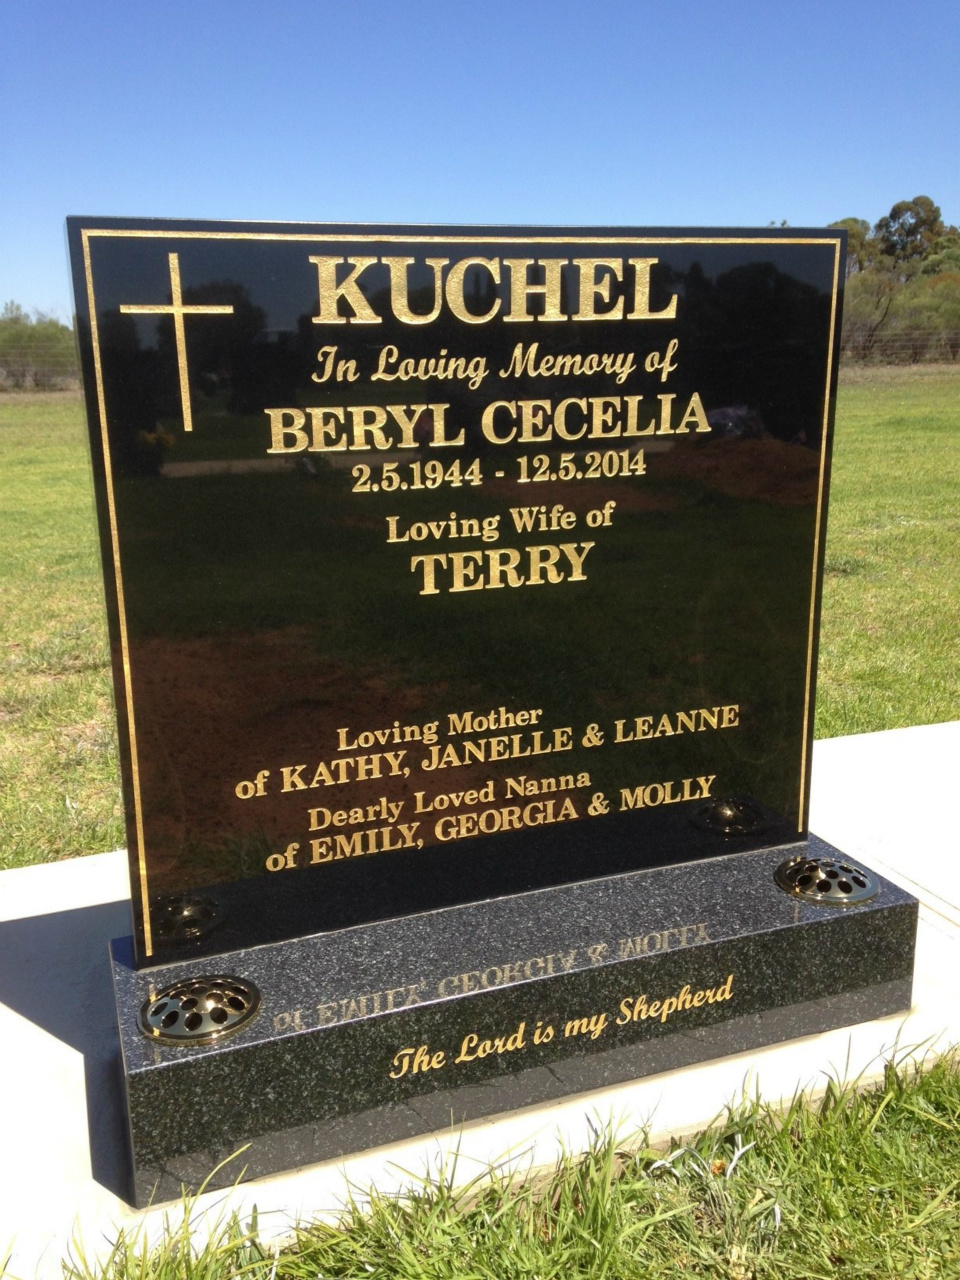 KUCHEL
In Loving Memory of
BERYL CECELIA
2.5.1944 - 12.5.2014
Loving Wife of
TERRY
Loving Mother
of KATHY, JANELLE & LEANNE
Dearly Loved Nanna
of EMILY, GEORGIA & MOLLY
The Lord is my Shepherd